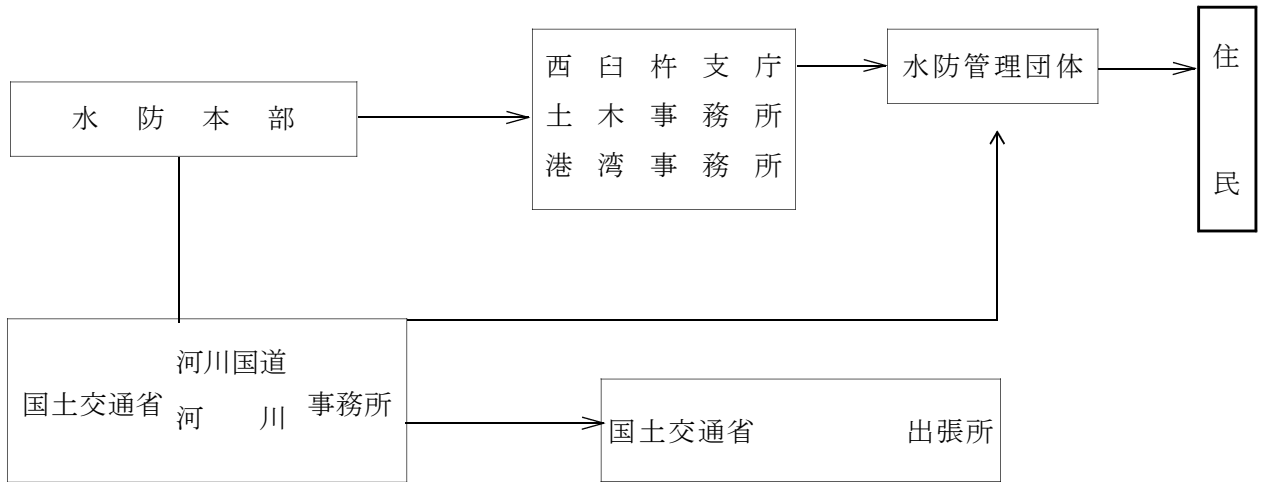 水防本部
西臼杵支庁
土木事務所
港湾事務所
水防管理団体
住民
河川国道
国土交通省 事務所
河川
国土交通省 出張所